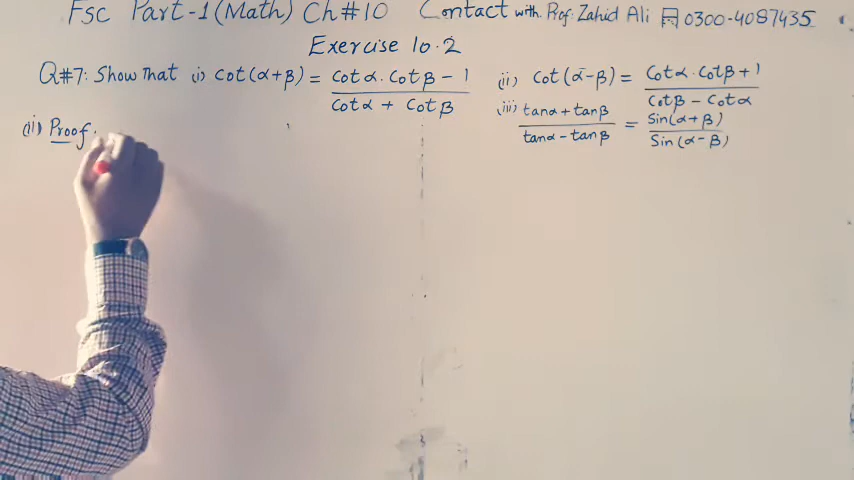 Fsc Part-1 (Math) Ch#10 Contact with. Prof. Zahid Ali 0300-4087435
Exercise 10.2
Q#7: Show that i) Cot(α+β) = (Cotα . Cotβ - 1)/(Cotα + Cotβ) (ii) Cot(α-β) = (Cotα . Cotβ + 1)/(Cotβ - Cotα)
(iii) (tanα + tanβ)/(tanα - tanβ) = Sin(α+β)/Sin(α-β)
(ii) Proof: